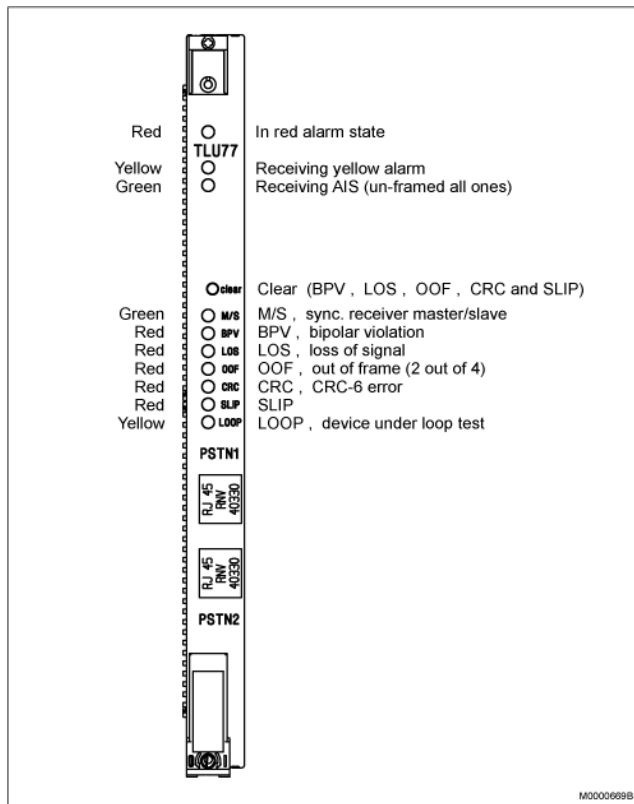 Red In red alarm state
TLU77
Yellow Receiving yellow alarm
Green Receiving AIS (un-framed all ones)
clear Clear (BPV , LOS , OOF , CRC and SLIP)
Green M/S M/S , sync. receiver master/slave
Red BPV BPV , bipolar violation
Red LOS LOS , loss of signal
Red OOF OOF , out of frame (2 out of 4)
Red CRC CRC , CRC-6 error
Red SLIP SLIP
Yellow LOOP LOOP , device under loop test
PSTN1
RJ 45
RNV
40330
RJ 45
RNV
40330
PSTN2
M0000669B